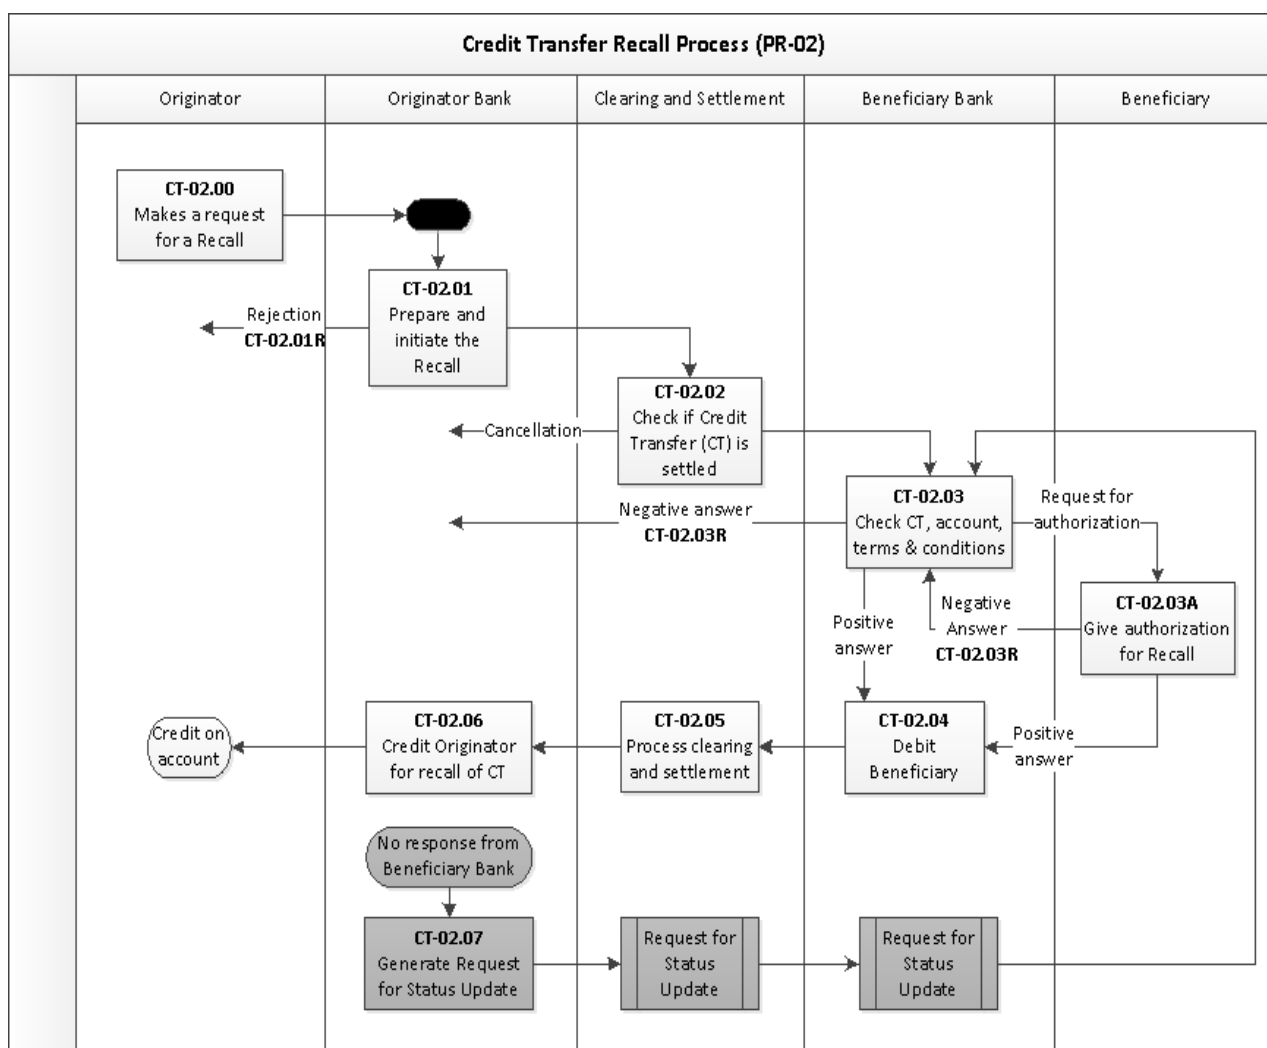 Credit Transfer Recall Process (PR-02)
Originator
Originator Bank
Clearing and Settlement
Beneficiary Bank
Beneficiary
CT-02.00
Makes a request
for a Recall
CT-02.01
Prepare and
initiate the
Recall
Rejection
CT-02.01R
CT-02.02
Check if Credit
Transfer (CT) is
settled
Cancellation
CT-02.03
Check CT, account,
terms & conditions
Request for
authorization
Negative answer
CT-02.03R
CT-02.03A
Give authorization
for Recall
Negative
Answer
CT-02.03R
Positive
answer
Positive
answer
CT-02.04
Debit
Beneficiary
CT-02.05
Process clearing
and settlement
CT-02.06
Credit Originator
for recall of CT
Credit on
account
No response from
Beneficiary Bank
CT-02.07
Generate Request
for Status Update
Request for
Status
Update
Request for
Status
Update